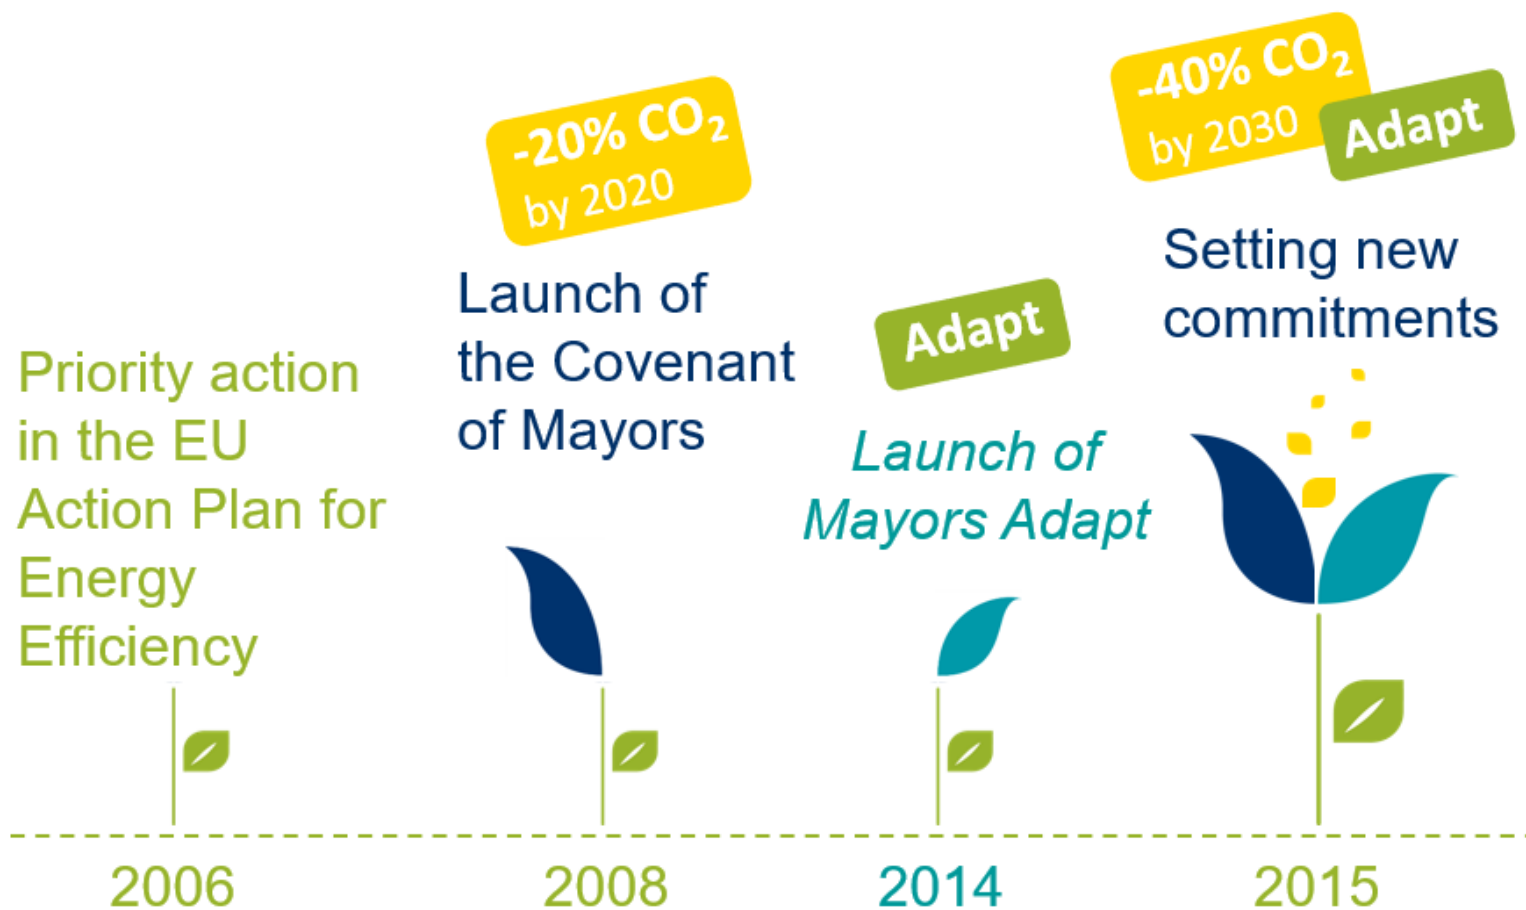 Priority action
in the EU
Action Plan for
Energy
Efficiency
2006
-20% CO₂
by 2020
Launch of
the Covenant
of Mayors
2008
Adapt
Launch of
Mayors Adapt
2014
-40% CO₂
by 2030
Adapt
Setting new
commitments
2015